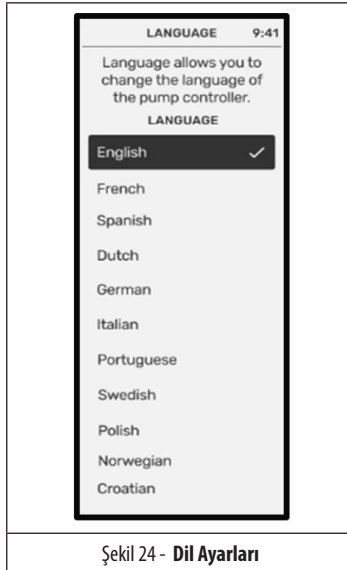 LANGUAGE 9:41
Language allows you to
change the language of
the pump controller.
LANGUAGE
English
French
Spanish
Dutch
German
Italian
Portuguese
Swedish
Polish
Norwegian
Croatian
Şekil 24 - Dil Ayarları